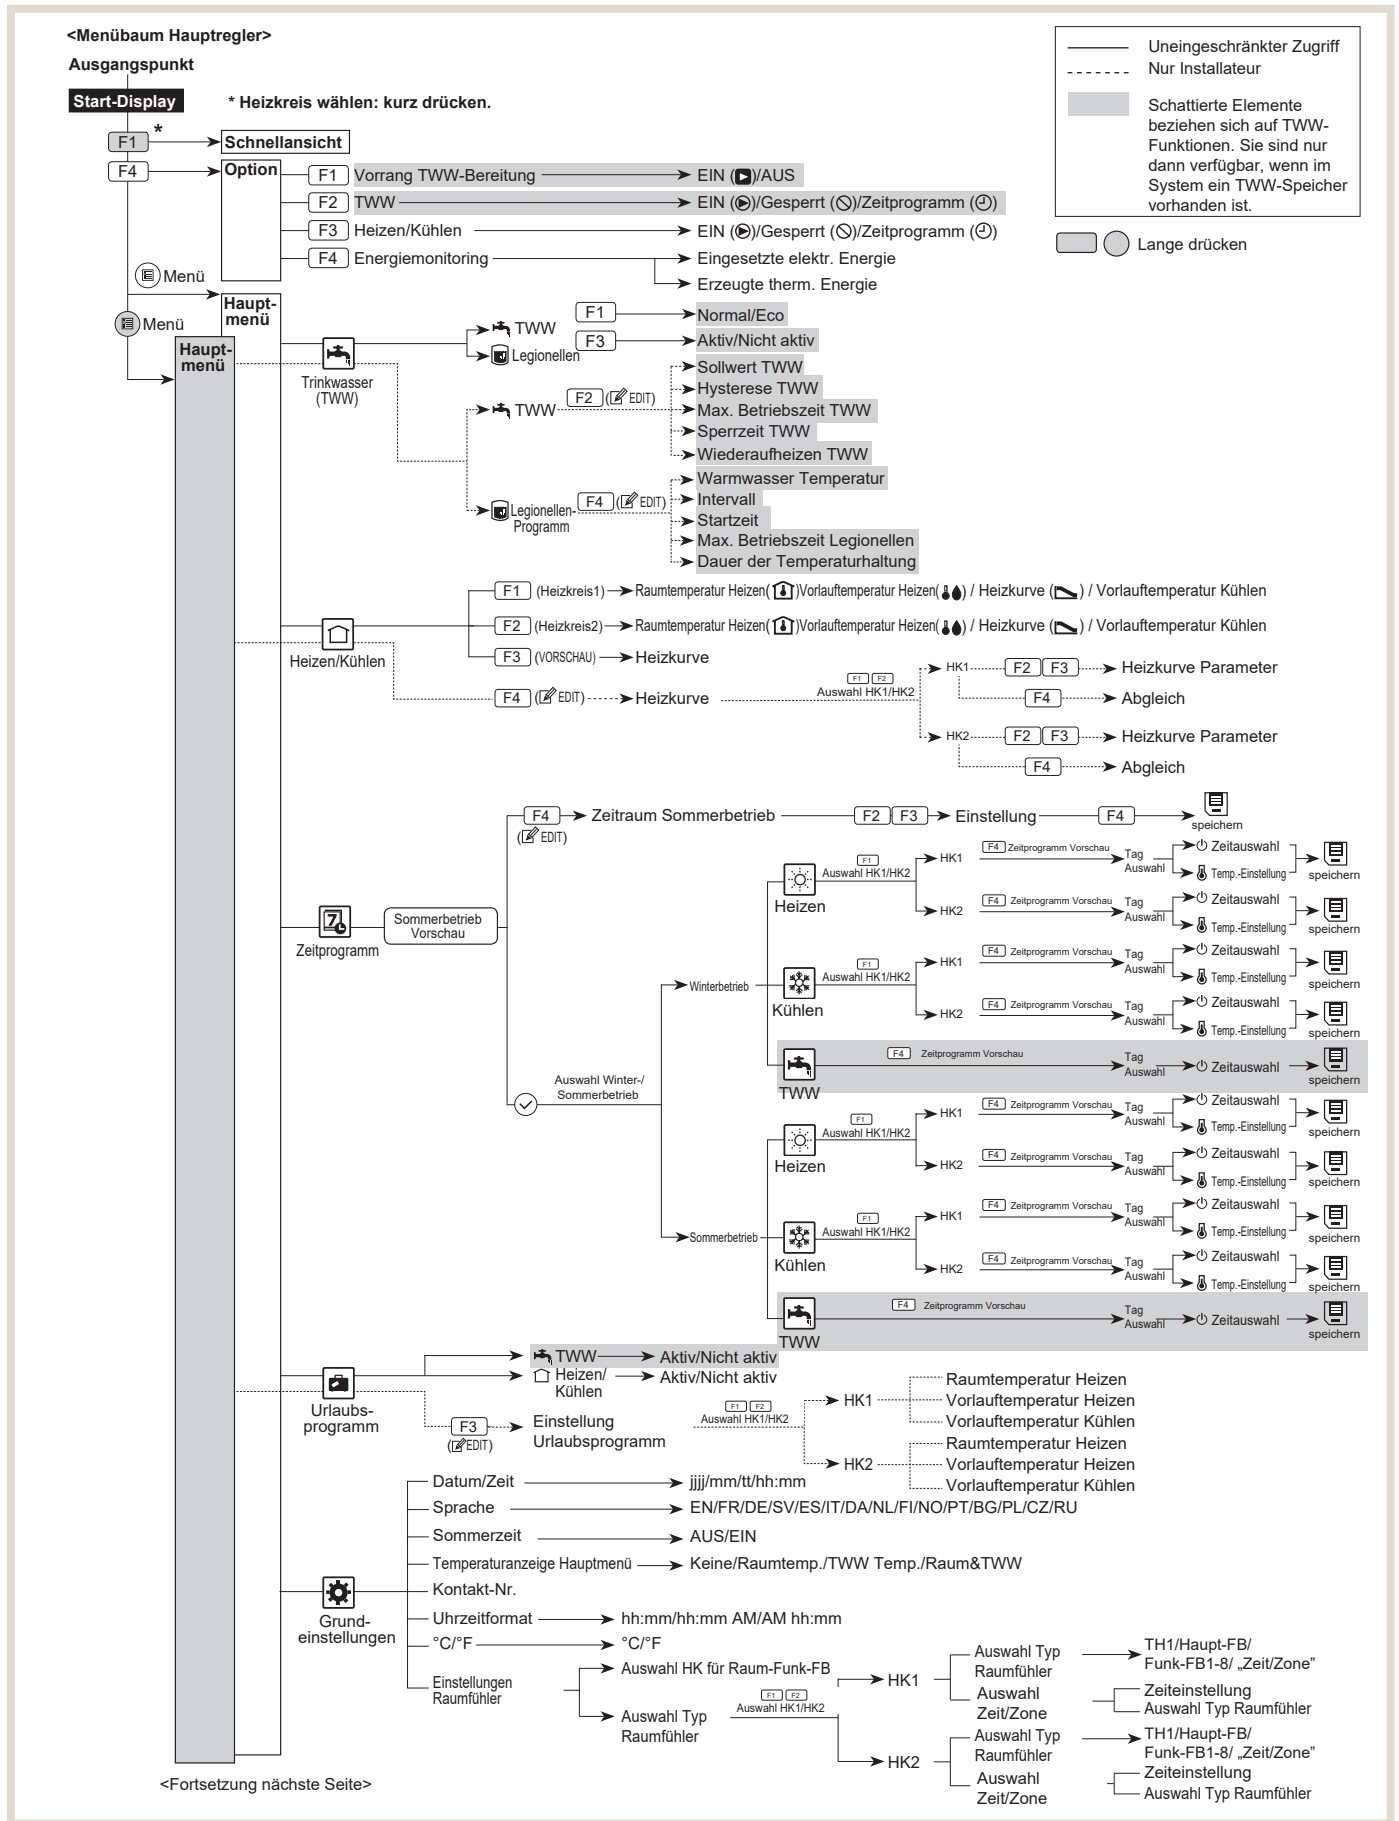 <Menübaum Hauptregler>
Ausgangspunkt
Start-Display
* Heizkreis wählen: kurz drücken.
Uneingeschränkter Zugriff
Nur Installateur
Schattierte Elemente
beziehen sich auf TWW-
Funktionen. Sie sind nur
dann verfügbar, wenn im
System ein TWW-Speicher
vorhanden ist.
Lange drücken
F1 * Schnellansicht
F4 Option
F1 Vorrang TWW-Bereitung EIN ()/AUS
F2 TWW EIN ()/Gesperrt ()/Zeitprogramm ()
F3 Heizen/Kühlen EIN ()/Gesperrt ()/Zeitprogramm ()
F4 Energiemonitoring Eingesetzte elektr. Energie
Erzeugte therm. Energie
Menü
Haupt-
menü
Menü
Haupt-
menü
Trinkwasser
(TWW)
TWW F1 Normal/Eco
Legionellen F3 Aktiv/Nicht aktiv
TWW F2 (EDIT)
Sollwert TWW
Hysterese TWW
Max. Betriebszeit TWW
Sperrzeit TWW
Wiederaufheizen TWW
Legionellen-
Programm
F4 (EDIT)
Warmwasser Temperatur
Intervall
Startzeit
Max. Betriebszeit Legionellen
Dauer der Temperaturhaltung
Heizen/Kühlen
F1 (Heizkreis1) Raumtemperatur Heizen()Vorlauftemperatur Heizen() / Heizkurve () / Vorlauftemperatur Kühlen
F2 (Heizkreis2) Raumtemperatur Heizen()Vorlauftemperatur Heizen() / Heizkurve () / Vorlauftemperatur Kühlen
F3 (VORSCHAU) Heizkurve
F4 (EDIT) Heizkurve
F1 F2
Auswahl HK1/HK2
HK1 F2 F3 Heizkurve Parameter
F4 Abgleich
HK2 F2 F3 Heizkurve Parameter
F4 Abgleich
Zeitprogramm
Sommerbetrieb
Vorschau
F4 Zeitraum Sommerbetrieb F2 F3 Einstellung F4 speichern
(EDIT)
Auswahl Winter-/
Sommerbetrieb
Winterbetrieb
Heizen
F1
Auswahl HK1/HK2
HK1 F4 Zeitprogramm Vorschau Tag
Auswahl
Zeitauswahl
Temp.-Einstellung
speichern
HK2 F4 Zeitprogramm Vorschau Tag
Auswahl
Zeitauswahl
Temp.-Einstellung
speichern
Kühlen
F1
Auswahl HK1/HK2
HK1 F4 Zeitprogramm Vorschau Tag
Auswahl
Zeitauswahl
Temp.-Einstellung
speichern
HK2 F4 Zeitprogramm Vorschau Tag
Auswahl
Zeitauswahl
Temp.-Einstellung
speichern
TWW
F4 Zeitprogramm Vorschau Tag
Auswahl
Zeitauswahl
speichern
Sommerbetrieb
Heizen
F1
Auswahl HK1/HK2
HK1 F4 Zeitprogramm Vorschau Tag
Auswahl
Zeitauswahl
Temp.-Einstellung
speichern
HK2 F4 Zeitprogramm Vorschau Tag
Auswahl
Zeitauswahl
Temp.-Einstellung
speichern
Kühlen
F1
Auswahl HK1/HK2
HK1 F4 Zeitprogramm Vorschau Tag
Auswahl
Zeitauswahl
Temp.-Einstellung
speichern
HK2 F4 Zeitprogramm Vorschau Tag
Auswahl
Zeitauswahl
Temp.-Einstellung
speichern
TWW
F4 Zeitprogramm Vorschau Tag
Auswahl
Zeitauswahl
speichern
Urlaubs-
programm
TWW Aktiv/Nicht aktiv
Heizen/
Kühlen
Aktiv/Nicht aktiv
F3
(EDIT)
Einstellung
Urlaubsprogramm
F1 F2
Auswahl HK1/HK2
HK1
Raumtemperatur Heizen
Vorlauftemperatur Heizen
Vorlauftemperatur Kühlen
HK2
Raumtemperatur Heizen
Vorlauftemperatur Heizen
Vorlauftemperatur Kühlen
Grund-
einstellungen
Datum/Zeit jjjj/mm/tt/hh:mm
Sprache EN/FR/DE/SV/ES/IT/DA/NL/FI/NO/PT/BG/PL/CZ/RU
Sommerzeit AUS/EIN
Temperaturanzeige Hauptmenü Keine/Raumtemp./TWW Temp./Raum&TWW
Kontakt-Nr.
Uhrzeitformat hh:mm/hh:mm AM/AM hh:mm
°C/°F °C/°F
Einstellungen
Raumfühler
Auswahl HK für Raum-Funk-FB
Auswahl Typ
Raumfühler
F1 F2
Auswahl HK1/HK2
HK1
Auswahl Typ
Raumfühler
TH1/Haupt-FB/
Funk-FB1-8/ „Zeit/Zone”
Auswahl
Zeit/Zone
Zeiteinstellung
Auswahl Typ Raumfühler
HK2
Auswahl Typ
Raumfühler
TH1/Haupt-FB/
Funk-FB1-8/ „Zeit/Zone”
Auswahl
Zeit/Zone
Zeiteinstellung
Auswahl Typ Raumfühler
<Fortsetzung nächste Seite>